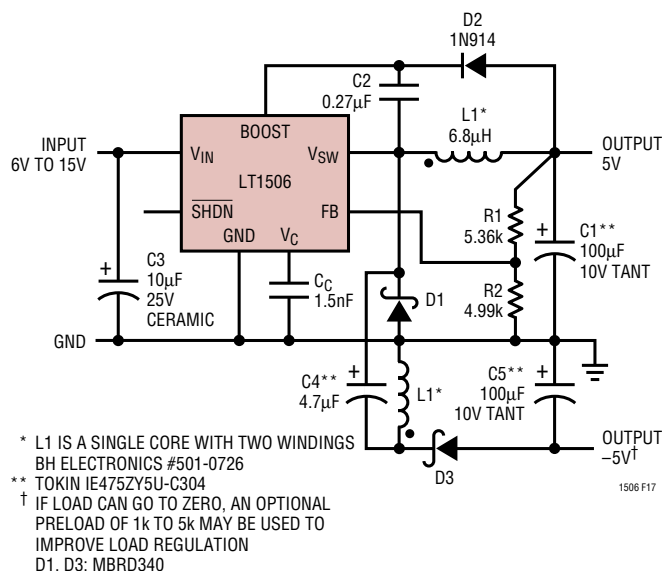 D2
1N914
C2
0.27µF
L1*
6.8µH
INPUT
6V TO 15V
OUTPUT
5V
BOOST
VIN
VSW
LT1506
SHDN
FB
GND
VC
R1
5.36k
C1**
100µF
10V TANT
C3
10µF
25V
CERAMIC
CC
1.5nF
D1
R2
4.99k
GND
C4**
4.7µF
L1*
C5**
100µF
10V TANT
D3
OUTPUT
–5V†
* L1 IS A SINGLE CORE WITH TWO WINDINGS
BH ELECTRONICS #501-0726
** TOKIN IE475ZY5U-C304
† IF LOAD CAN GO TO ZERO, AN OPTIONAL
PRELOAD OF 1k TO 5k MAY BE USED TO
IMPROVE LOAD REGULATION
D1, D3: MBRD340
1506 F17